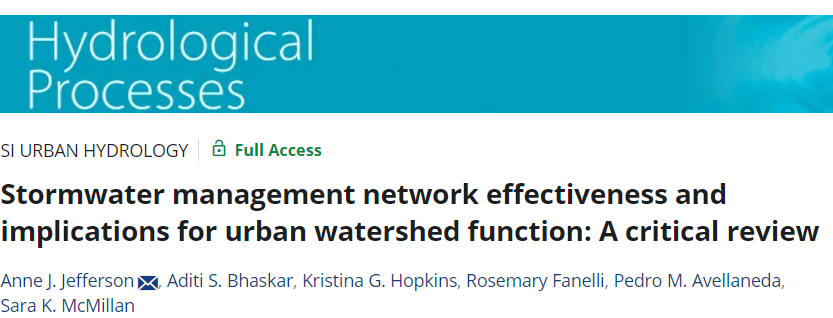 Hydrological
Processes
SI URBAN HYDROLOGY Full Access
Stormwater management network effectiveness and
implications for urban watershed function: A critical review
Anne J. Jefferson, Aditi S. Bhaskar, Kristina G. Hopkins, Rosemary Fanelli, Pedro M. Avellaneda,
Sara K. McMillan